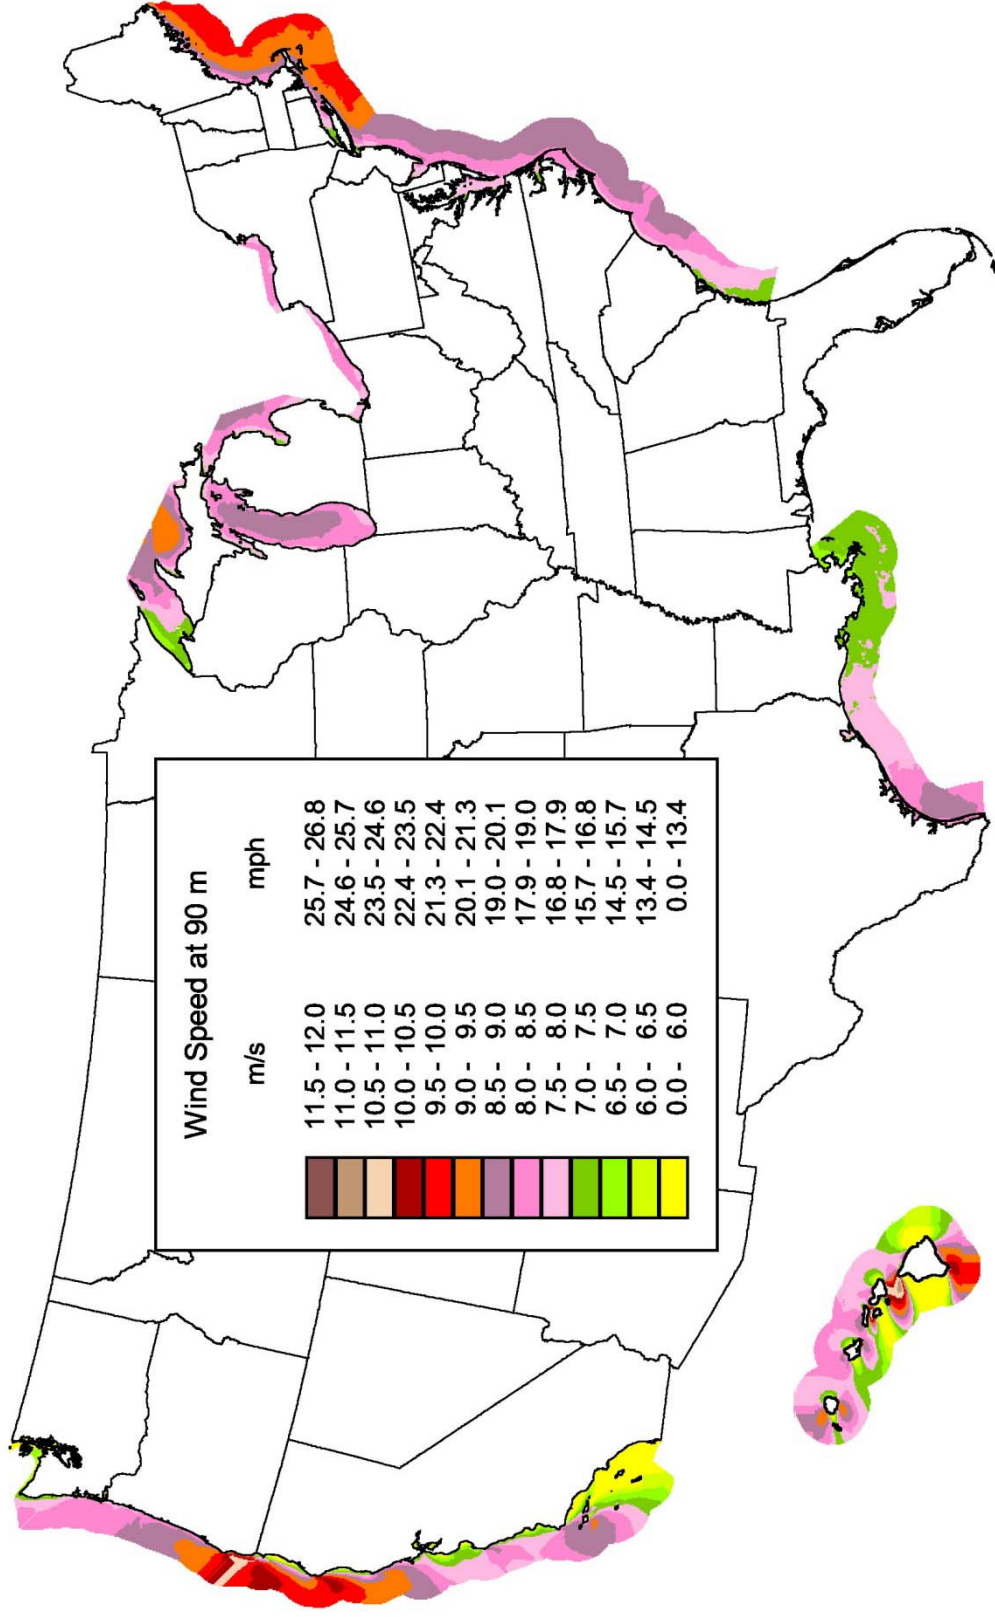 Wind Speed at 90 m
m/s mph
11.5 - 12.0 25.7 - 26.8
11.0 - 11.5 24.6 - 25.7
10.5 - 11.0 23.5 - 24.6
10.0 - 10.5 22.4 - 23.5
9.5 - 10.0 21.3 - 22.4
9.0 - 9.5 20.1 - 21.3
8.5 - 9.0 19.0 - 20.1
8.0 - 8.5 17.9 - 19.0
7.5 - 8.0 16.8 - 17.9
7.0 - 7.5 15.7 - 16.8
6.5 - 7.0 14.5 - 15.7
6.0 - 6.5 13.4 - 14.5
0.0 - 6.0 0.0 - 13.4